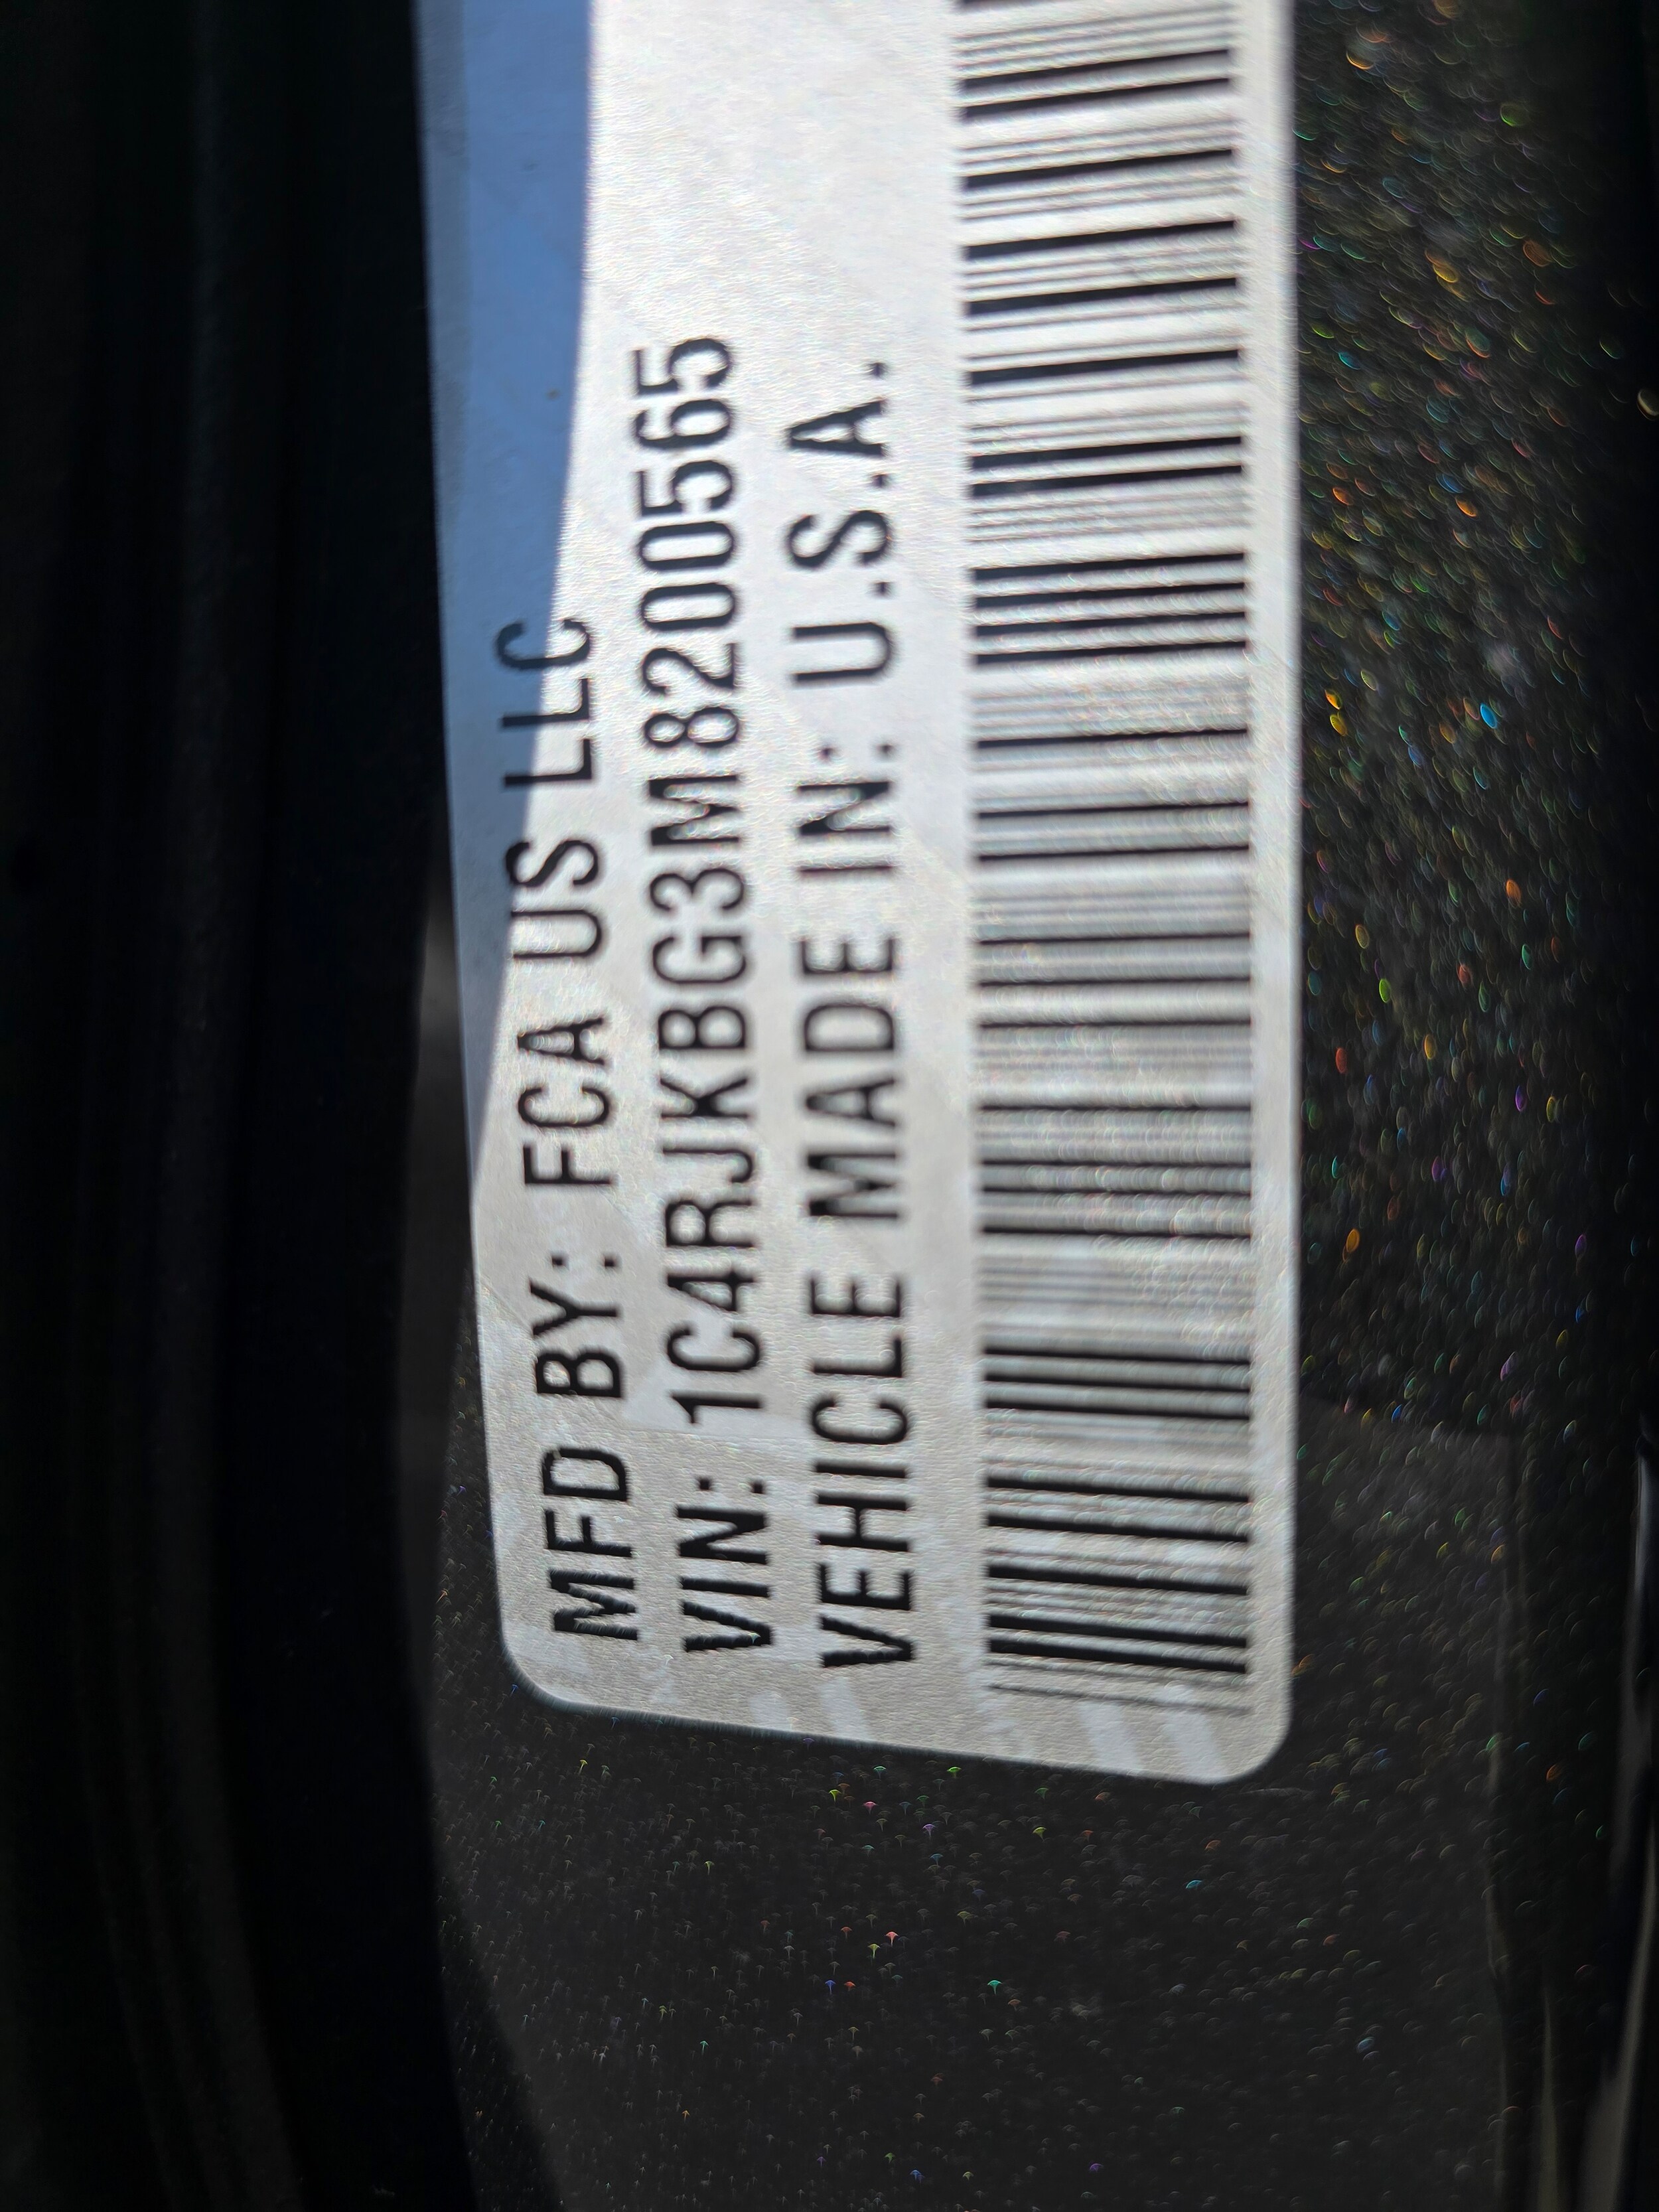 MFD BY: FCA US LLC
VIN: 1C4RJKBG3M8200565
VEHICLE MADE IN: U.S.A.